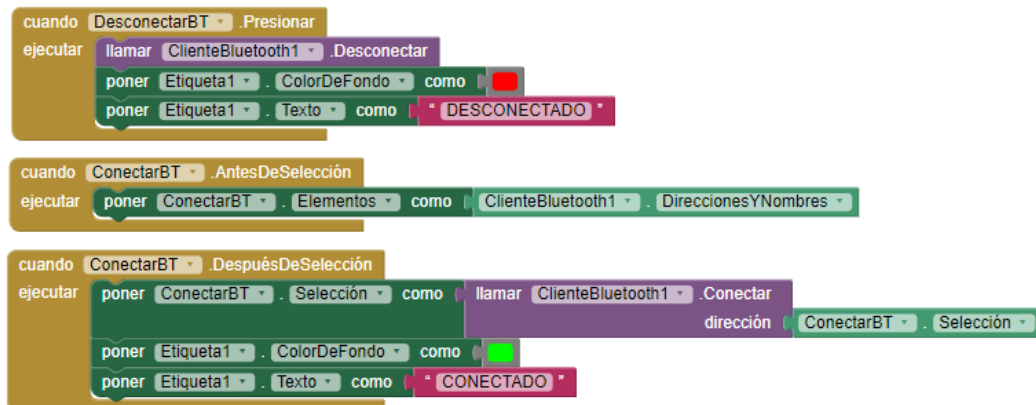 cuando DesconectarBT .Presionar
ejecutar llamar ClienteBluetooth1 .Desconectar
poner Etiqueta1 . ColorDeFondo como
poner Etiqueta1 . Texto como " DESCONECTADO "
cuando ConectarBT .AntesDeSelección
ejecutar poner ConectarBT . Elementos como ClienteBluetooth1 . DireccionesYNombres
cuando ConectarBT .DespuésDeSelección
ejecutar poner ConectarBT . Selección como llamar ClienteBluetooth1 .Conectar
dirección ConectarBT . Selección
poner Etiqueta1 . ColorDeFondo como
poner Etiqueta1 . Texto como " CONECTADO "